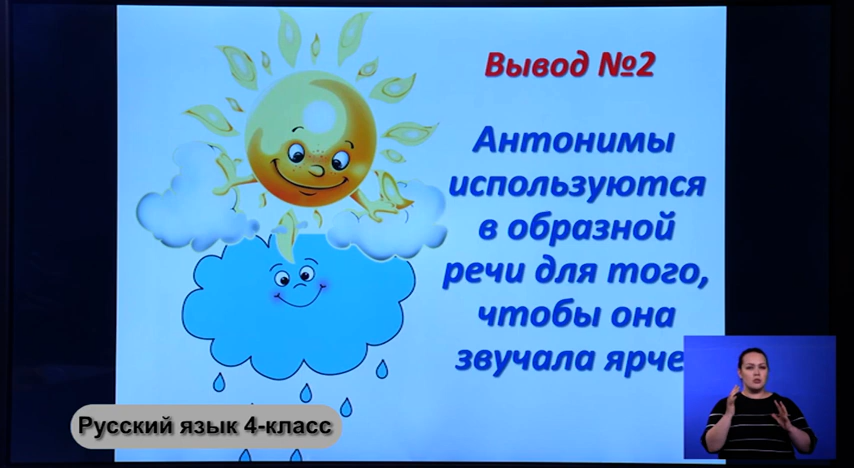 Вывод №2
Антонимы
используются
в образной
речи для того,
чтобы она
звучала ярче
Русский язык 4-класс